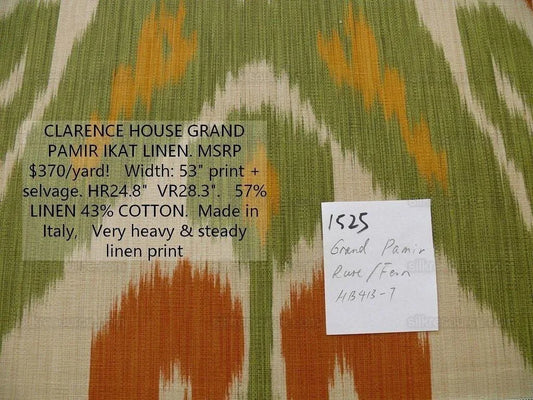 CLARENCE HOUSE GRAND
PAMIR IKAT LINEN. MSRP
$370/yard! Width: 53" print +
selvage. HR24.8" VR28.3". 57%
LINEN 43% COTTON. Made in
Italy, Very heavy & steady
linen print
1525
Grand Pamir
/Fern
HB413-7